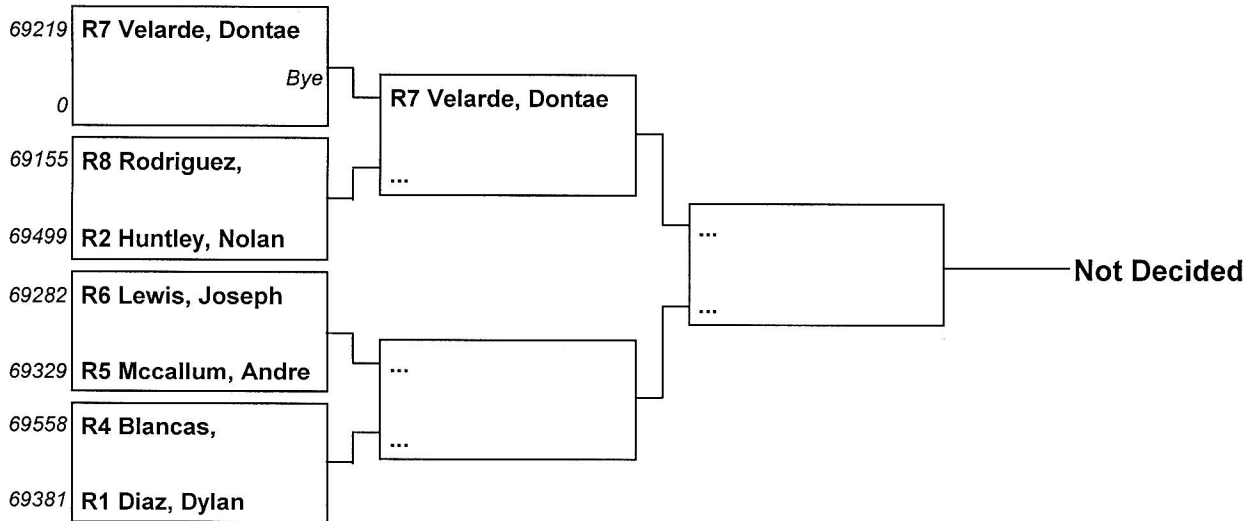 69219 R7 Velarde, Dontae
Bye
0
R7 Velarde, Dontae
...
69155 R8 Rodriguez,
69499 R2 Huntley, Nolan
...
...
Not Decided
69282 R6 Lewis, Joseph
69329 R5 Mccallum, Andre
...
...
69558 R4 Blancas,
69381 R1 Diaz, Dylan